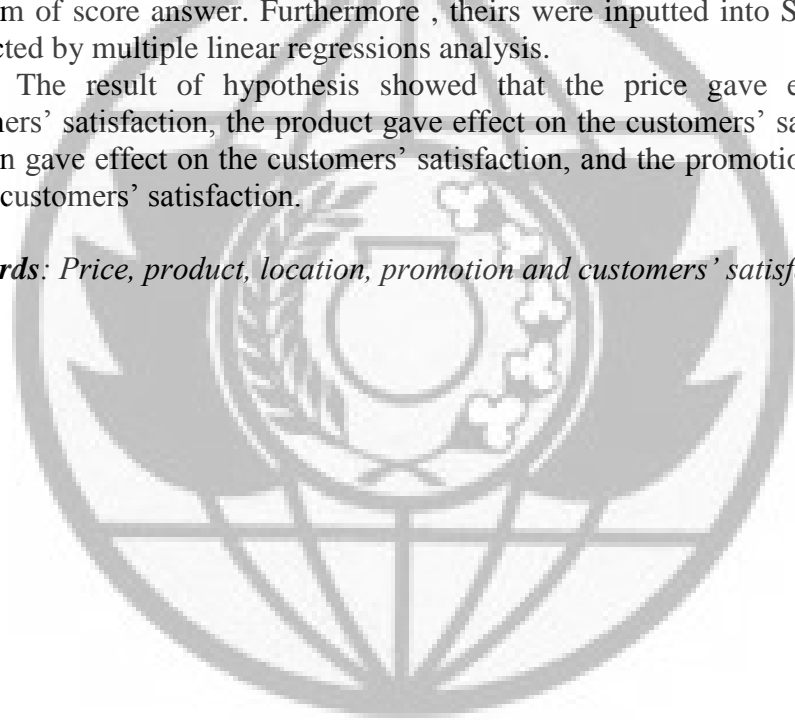 m of score answer. Furthermore , theirs were inputted into S
cted by multiple linear regressions analysis.
The result of hypothesis showed that the price gave e
ners’ satisfaction, the product gave effect on the customers’ sa
n gave effect on the customers’ satisfaction, and the promotio
customers’ satisfaction.
rds: Price, product, location, promotion and customers’ satisf